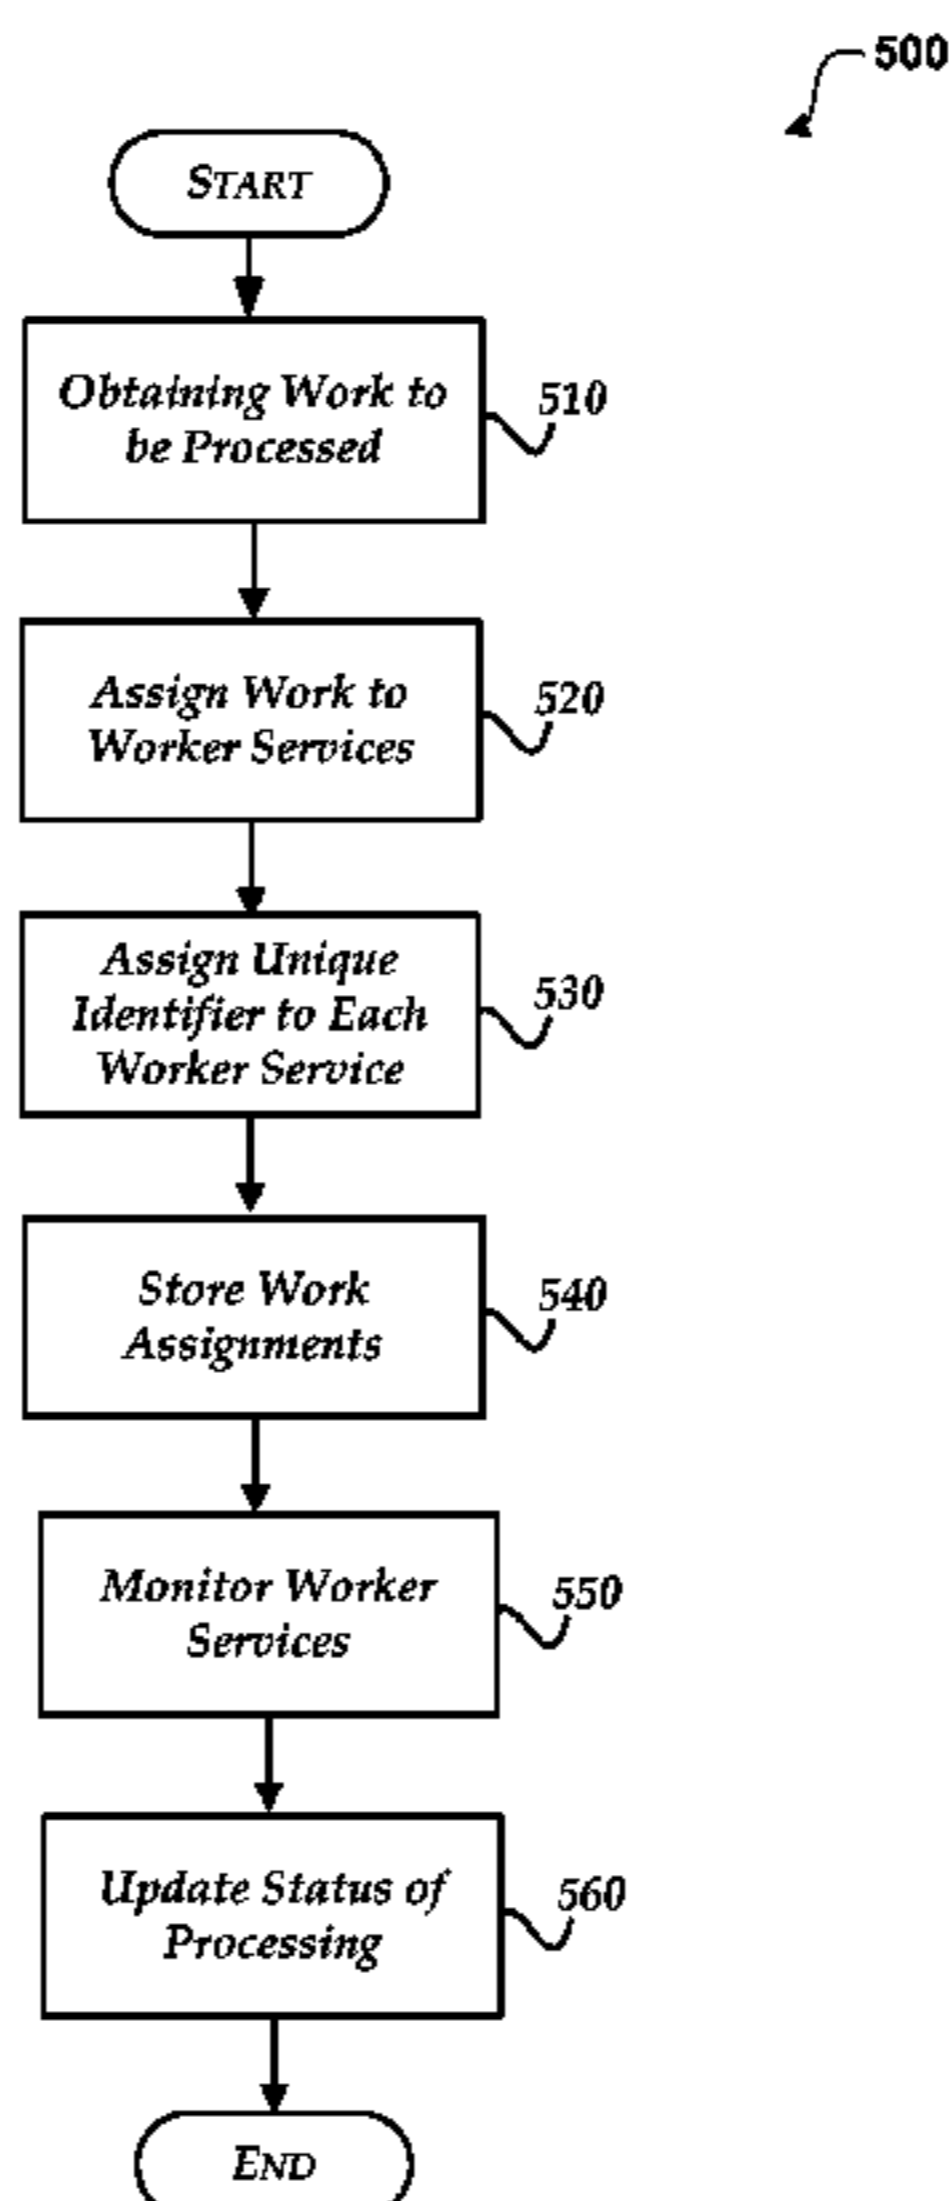 500
START
Obtaining Work to
be Processed
510
Assign Work to
Worker Services
520
Assign Unique
Identifier to Each
Worker Service
530
Store Work
Assignments
540
Monitor Worker
Services
550
Update Status of
Processing
560
END